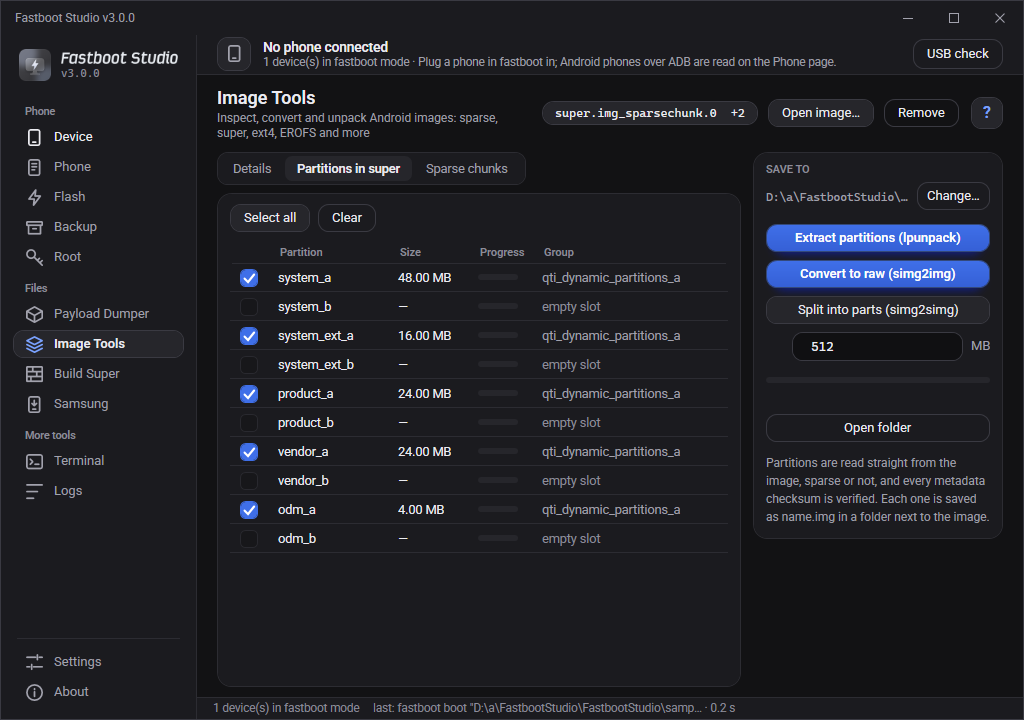 Fastboot Studio v3.0.0
Fastboot Studio
v3.0.0
Phone
Device
Phone
Flash
Backup
Root
Files
Payload Dumper
Image Tools
Build Super
Samsung
More tools
Terminal
Logs
Settings
About
No phone connected
1 device(s) in fastboot mode · Plug a phone in fastboot in; Android phones over ADB are read on the Phone page.
USB check
Image Tools
Inspect, convert and unpack Android images: sparse,
super, ext4, EROFS and more
super.img_sparsechunk.0 +2
Open image…
Remove
?
Details
Partitions in super
Sparse chunks
Select all
Clear
Partition Size Progress Group
system_a 48.00 MB qti_dynamic_partitions_a
system_b — empty slot
system_ext_a 16.00 MB qti_dynamic_partitions_a
system_ext_b — empty slot
product_a 24.00 MB qti_dynamic_partitions_a
product_b — empty slot
vendor_a 24.00 MB qti_dynamic_partitions_a
vendor_b — empty slot
odm_a 4.00 MB qti_dynamic_partitions_a
odm_b — empty slot
SAVE TO
D:\a\FastbootStudio\…
Change…
Extract partitions (lpunpack)
Convert to raw (simg2img)
Split into parts (simg2simg)
512 MB
Open folder
Partitions are read straight from the
image, sparse or not, and every metadata
checksum is verified. Each one is saved
as name.img in a folder next to the image.
1 device(s) in fastboot mode last: fastboot boot "D:\a\FastbootStudio\FastbootStudio\samp… · 0.2 s